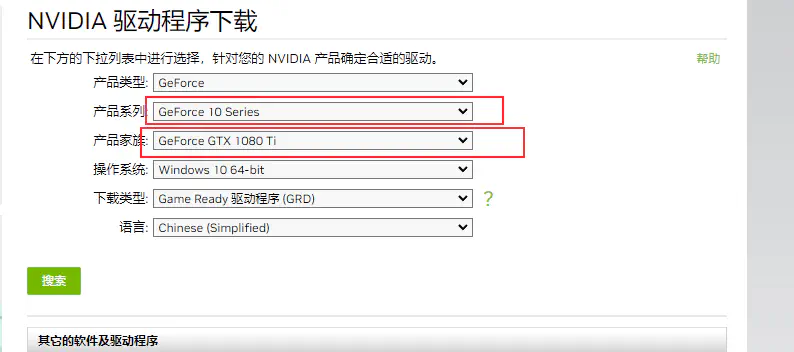 NVIDIA 驱动程序下载
在下方的下拉列表中进行选择，针对您的 NVIDIA 产品确定合适的驱动。 帮助
产品类型: GeForce
产品系列: GeForce 10 Series
产品家族: GeForce GTX 1080 Ti
操作系统: Windows 10 64-bit
下载类型: Game Ready 驱动程序 (GRD) ?
语言: Chinese (Simplified)
搜索
其它的软件及驱动程序